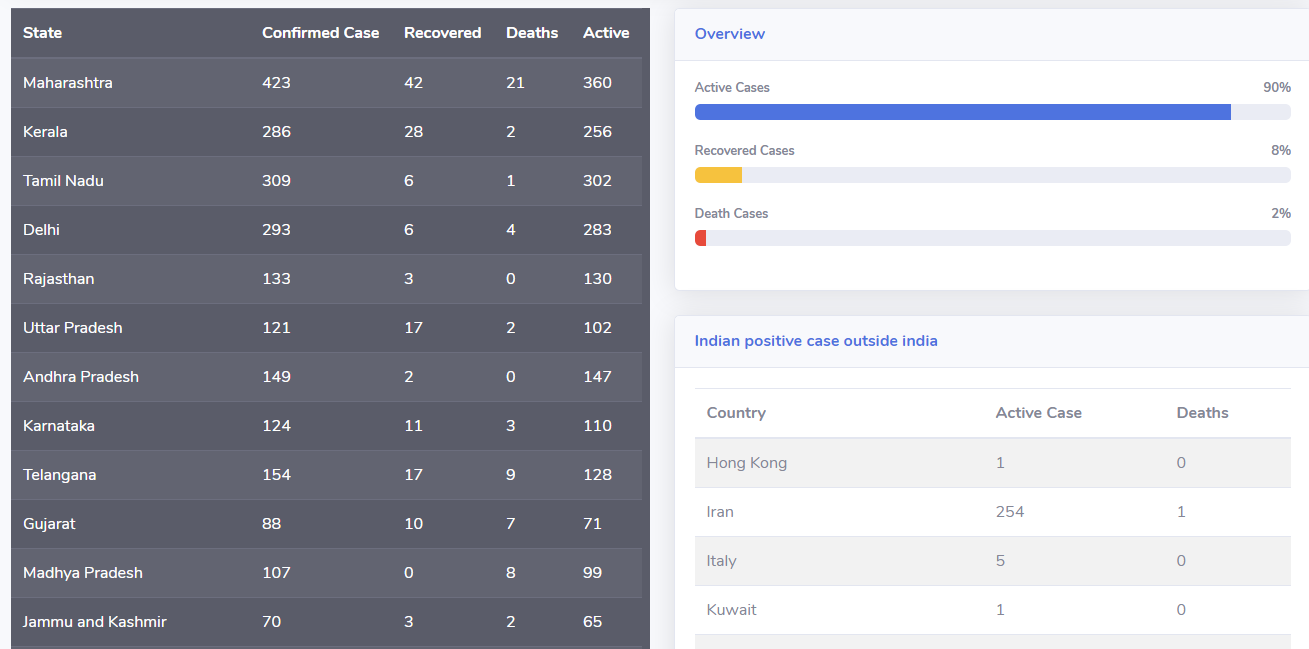 State Confirmed Case Recovered Deaths Active
Maharashtra 423 42 21 360
Kerala 286 28 2 256
Tamil Nadu 309 6 1 302
Delhi 293 6 4 283
Rajasthan 133 3 0 130
Uttar Pradesh 121 17 2 102
Andhra Pradesh 149 2 0 147
Karnataka 124 11 3 110
Telangana 154 17 9 128
Gujarat 88 10 7 71
Madhya Pradesh 107 0 8 99
Jammu and Kashmir 70 3 2 65
Overview
Active Cases 90%
Recovered Cases 8%
Death Cases 2%
Indian positive case outside india
Country Active Case Deaths
Hong Kong 1 0
Iran 254 1
Italy 5 0
Kuwait 1 0